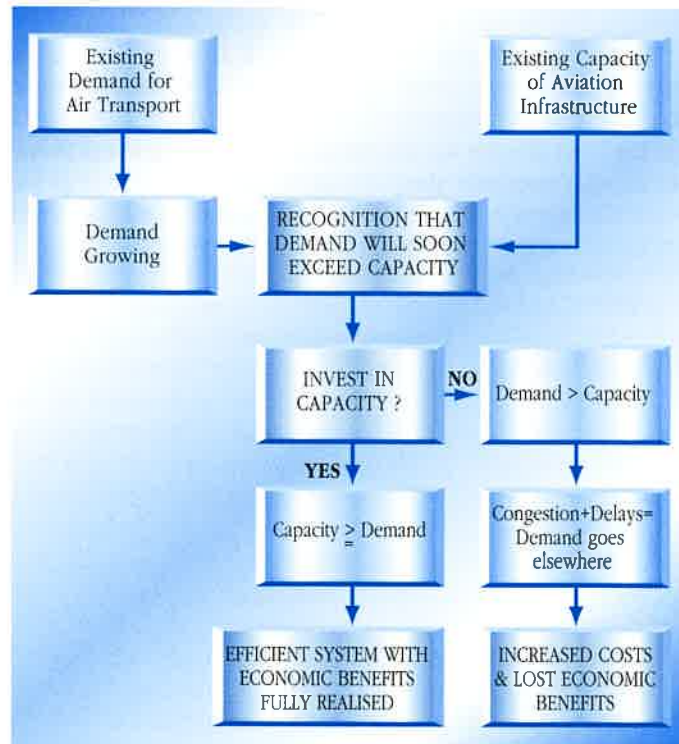 Existing
Demand for
Air Transport
Existing Capacity
of Aviation
Infrastructure
Demand
Growing
RECOGNITION THAT
DEMAND WILL SOON
EXCEED CAPACITY
INVEST IN
CAPACITY ?
NO
Demand > Capacity
YES
Capacity ≥ Demand
Congestion+Delays=
Demand goes
elsewhere
EFFICIENT SYSTEM WITH
ECONOMIC BENEFITS
FULLY REALISED
INCREASED COSTS
& LOST ECONOMIC
BENEFITS